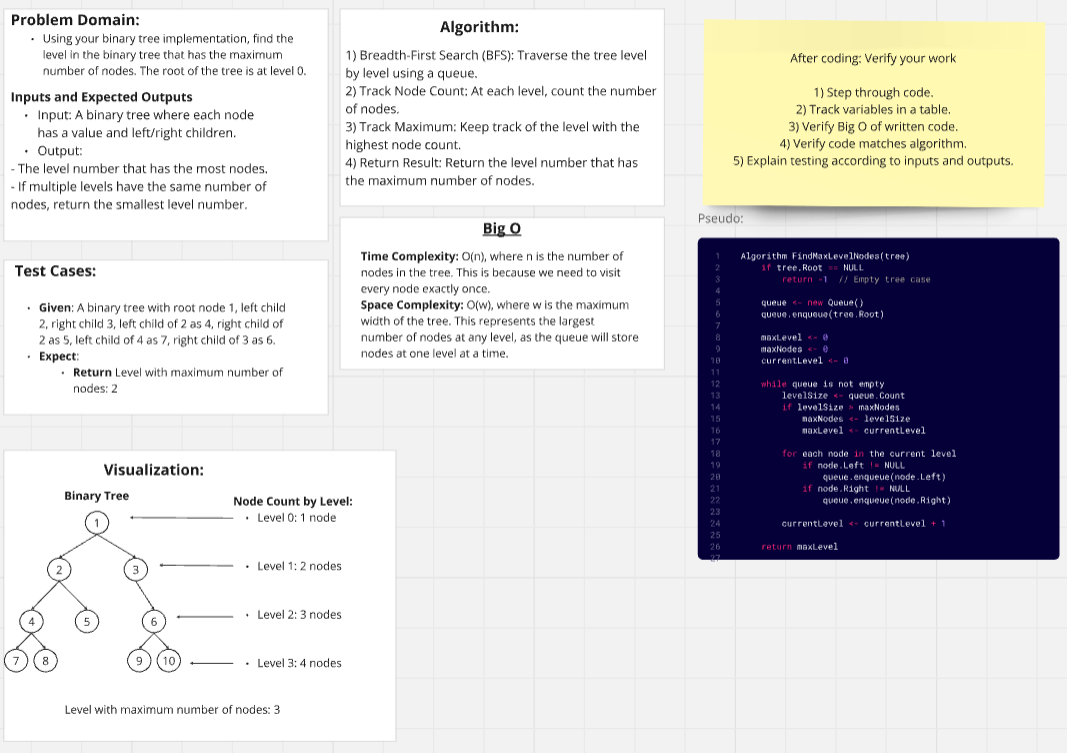 Problem Domain:
• Using your binary tree implementation, find the
level in the binary tree that has the maximum
number of nodes. The root of the tree is at level 0.
Inputs and Expected Outputs
• Input: A binary tree where each node
has a value and left/right children.
• Output:
- The level number that has the most nodes.
- If multiple levels have the same number of
nodes, return the smallest level number.
Algorithm:
1) Breadth-First Search (BFS): Traverse the tree level
by level using a queue.
2) Track Node Count: At each level, count the number
of nodes.
3) Track Maximum: Keep track of the level with the
highest node count.
4) Return Result: Return the level number that has
the maximum number of nodes.
After coding: Verify your work
1) Step through code.
2) Track variables in a table.
3) Verify Big O of written code.
4) Verify code matches algorithm.
5) Explain testing according to inputs and outputs.
Test Cases:
• Given: A binary tree with root node 1, left child
2, right child 3, left child of 2 as 4, right child of
2 as 5, left child of 4 as 7, right child of 3 as 6.
• Expect:
• Return Level with maximum number of
nodes: 2
Big O
Time Complexity: O(n), where n is the number of
nodes in the tree. This is because we need to visit
every node exactly once.
Space Complexity: O(w), where w is the maximum
width of the tree. This represents the largest
number of nodes at any level, as the queue will store
nodes at one level at a time.
Pseudo:
1 Algorithm FindMaxLevelNodes(tree)
2 if tree.Root == NULL
3 return -1 // Empty tree case
4
5 queue <- new Queue()
6 queue.enqueue(tree.Root)
7
8 maxLevel <- 0
9 maxNodes <- 0
10 currentLevel <- 0
11
12 while queue is not empty
13 levelSize <- queue.Count
14 if levelSize > maxNodes
15 maxNodes <- levelSize
16 maxLevel <- currentLevel
17
18 for each node in the current level
19 if node.Left != NULL
20 queue.enqueue(node.Left)
21 if node.Right != NULL
22 queue.enqueue(node.Right)
23
24 currentLevel <- currentLevel + 1
25
26 return maxLevel
27
Visualization:
Binary Tree
Node Count by Level:
1
• Level 0: 1 node
2 3
• Level 1: 2 nodes
4 5 6
• Level 2: 3 nodes
7 8 9 10
• Level 3: 4 nodes
Level with maximum number of nodes: 3